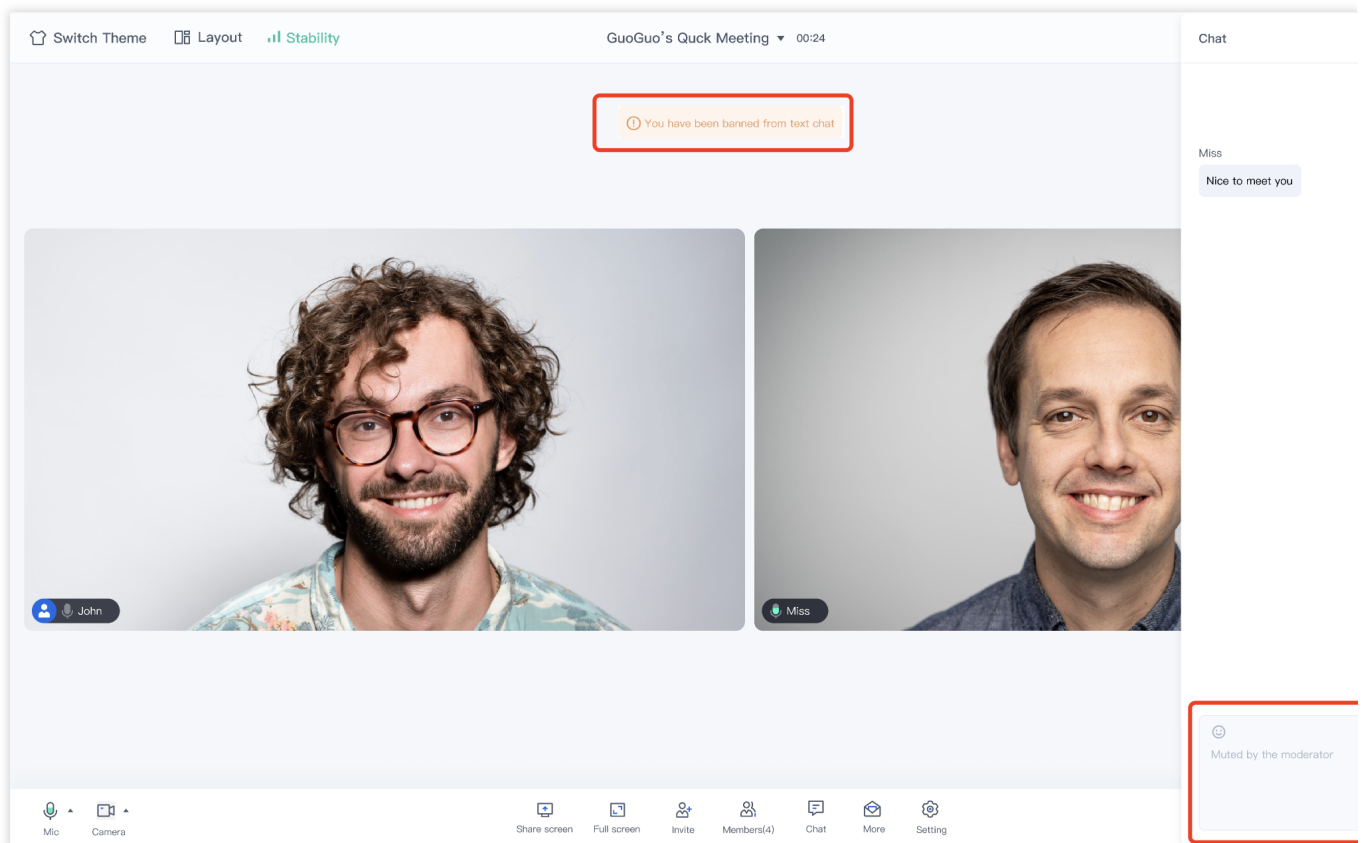 Switch Theme
Layout
Stability
GuoGuo's Quck Meeting
00:24
Chat
You have been banned from text chat
Miss
Nice to meet you
John
Miss
Muted by the moderator
Mic
Camera
Share screen
Full screen
Invite
Members(4)
Chat
More
Setting